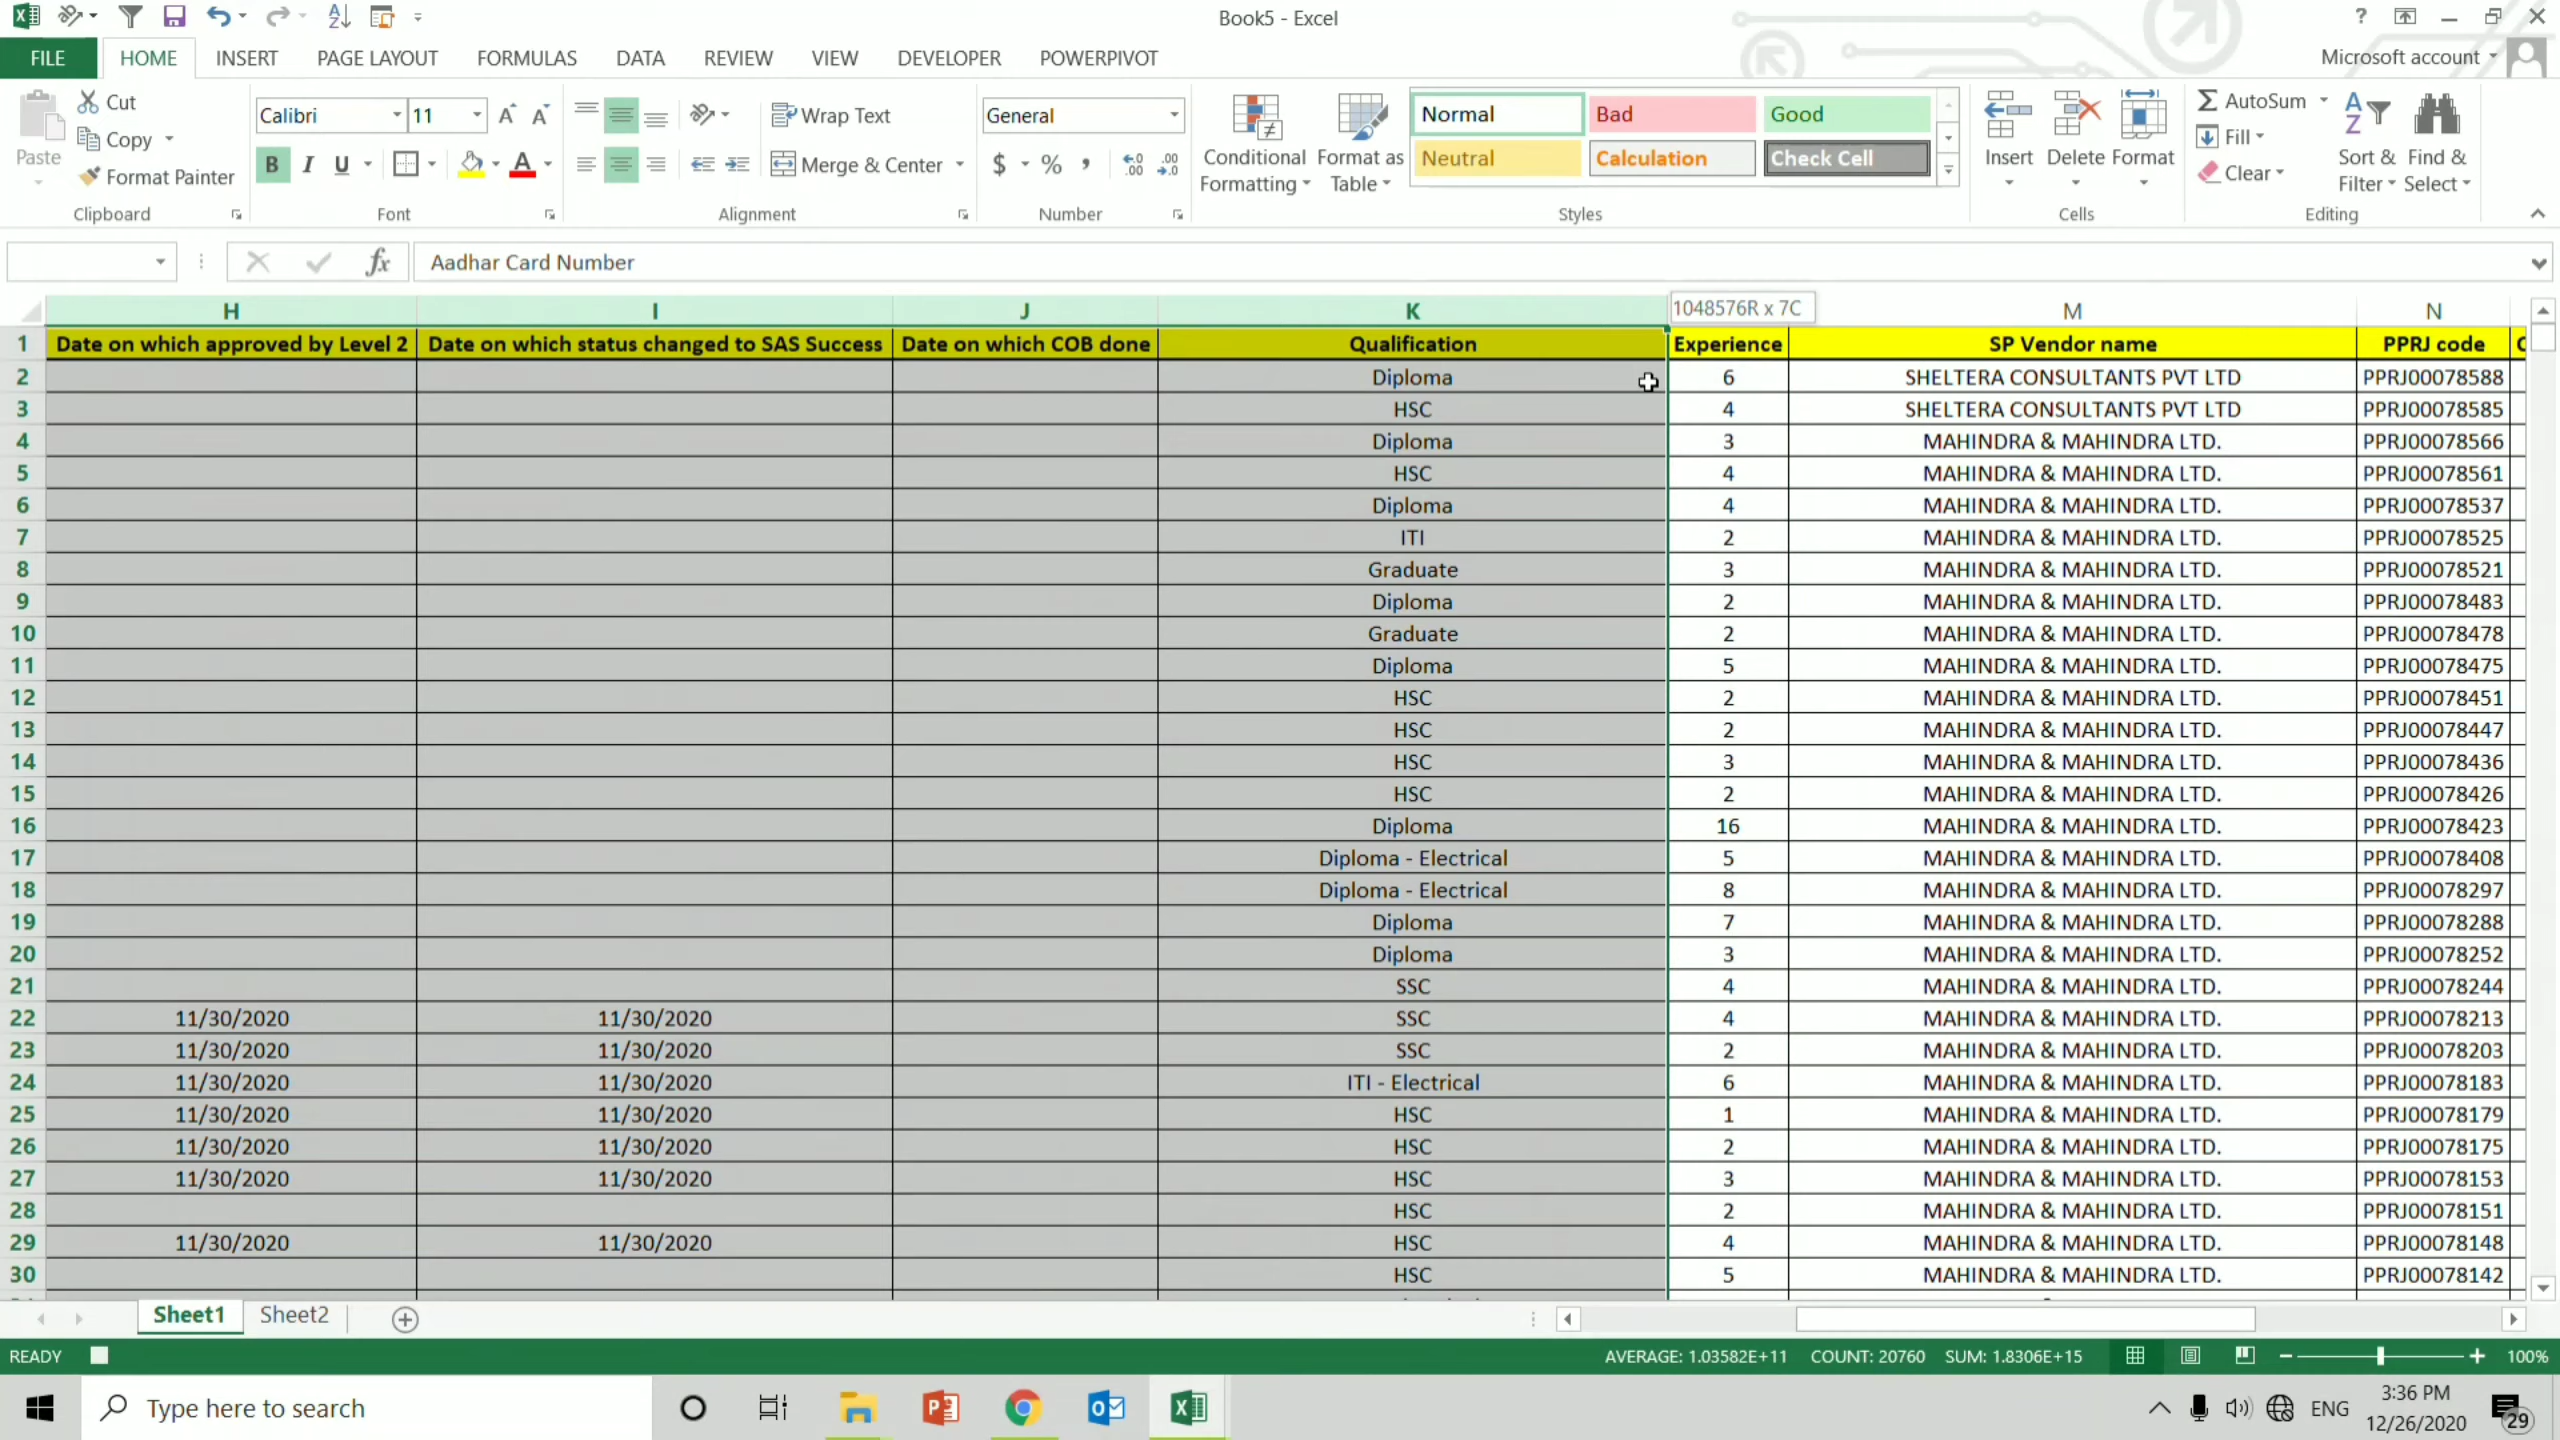 Book5 - Excel
FILE HOME INSERT PAGE LAYOUT FORMULAS DATA REVIEW VIEW DEVELOPER POWERPIVOT Microsoft account
Paste Cut Copy Format Painter
Calibri 11 B I U A
Wrap Text Merge & Center
General $ %
Conditional Formatting Format as Table
Normal Bad Good
Neutral Calculation Check Cell
Insert Delete Format
AutoSum Fill Clear
Sort & Filter Find & Select
Clipboard Font Alignment Number Styles Cells Editing
fx Aadhar Card Number
H I J K 1048576R x 7C M N
1 Date on which approved by Level 2 Date on which status changed to SAS Success Date on which COB done Qualification Experience SP Vendor name PPRJ code
2 Diploma 6 SHELTERA CONSULTANTS PVT LTD PPRJ00078588
3 HSC 4 SHELTERA CONSULTANTS PVT LTD PPRJ00078585
4 Diploma 3 MAHINDRA & MAHINDRA LTD. PPRJ00078566
5 HSC 4 MAHINDRA & MAHINDRA LTD. PPRJ00078561
6 Diploma 4 MAHINDRA & MAHINDRA LTD. PPRJ00078537
7 ITI 2 MAHINDRA & MAHINDRA LTD. PPRJ00078525
8 Graduate 3 MAHINDRA & MAHINDRA LTD. PPRJ00078521
9 Diploma 2 MAHINDRA & MAHINDRA LTD. PPRJ00078483
10 Graduate 2 MAHINDRA & MAHINDRA LTD. PPRJ00078478
11 Diploma 5 MAHINDRA & MAHINDRA LTD. PPRJ00078475
12 HSC 2 MAHINDRA & MAHINDRA LTD. PPRJ00078451
13 HSC 2 MAHINDRA & MAHINDRA LTD. PPRJ00078447
14 HSC 3 MAHINDRA & MAHINDRA LTD. PPRJ00078436
15 HSC 2 MAHINDRA & MAHINDRA LTD. PPRJ00078426
16 Diploma 16 MAHINDRA & MAHINDRA LTD. PPRJ00078423
17 Diploma - Electrical 5 MAHINDRA & MAHINDRA LTD. PPRJ00078408
18 Diploma - Electrical 8 MAHINDRA & MAHINDRA LTD. PPRJ00078297
19 Diploma 7 MAHINDRA & MAHINDRA LTD. PPRJ00078288
20 Diploma 3 MAHINDRA & MAHINDRA LTD. PPRJ00078252
21 SSC 4 MAHINDRA & MAHINDRA LTD. PPRJ00078244
22 11/30/2020 11/30/2020 SSC 4 MAHINDRA & MAHINDRA LTD. PPRJ00078213
23 11/30/2020 11/30/2020 SSC 2 MAHINDRA & MAHINDRA LTD. PPRJ00078203
24 11/30/2020 11/30/2020 ITI - Electrical 6 MAHINDRA & MAHINDRA LTD. PPRJ00078183
25 11/30/2020 11/30/2020 HSC 1 MAHINDRA & MAHINDRA LTD. PPRJ00078179
26 11/30/2020 11/30/2020 HSC 2 MAHINDRA & MAHINDRA LTD. PPRJ00078175
27 11/30/2020 11/30/2020 HSC 3 MAHINDRA & MAHINDRA LTD. PPRJ00078153
28 HSC 2 MAHINDRA & MAHINDRA LTD. PPRJ00078151
29 11/30/2020 11/30/2020 HSC 4 MAHINDRA & MAHINDRA LTD. PPRJ00078148
30 HSC 5 MAHINDRA & MAHINDRA LTD. PPRJ00078142
Sheet1 Sheet2
READY AVERAGE: 1.03582E+11 COUNT: 20760 SUM: 1.8306E+15 100%
Type here to search ENG 3:36 PM
12/26/2020 29